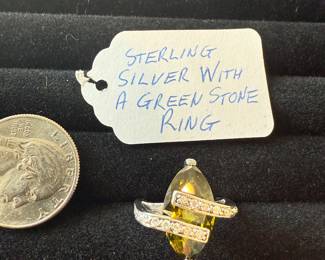 STERLING
SILVER WITH
A GREEN STONE
RING
LIBERTY